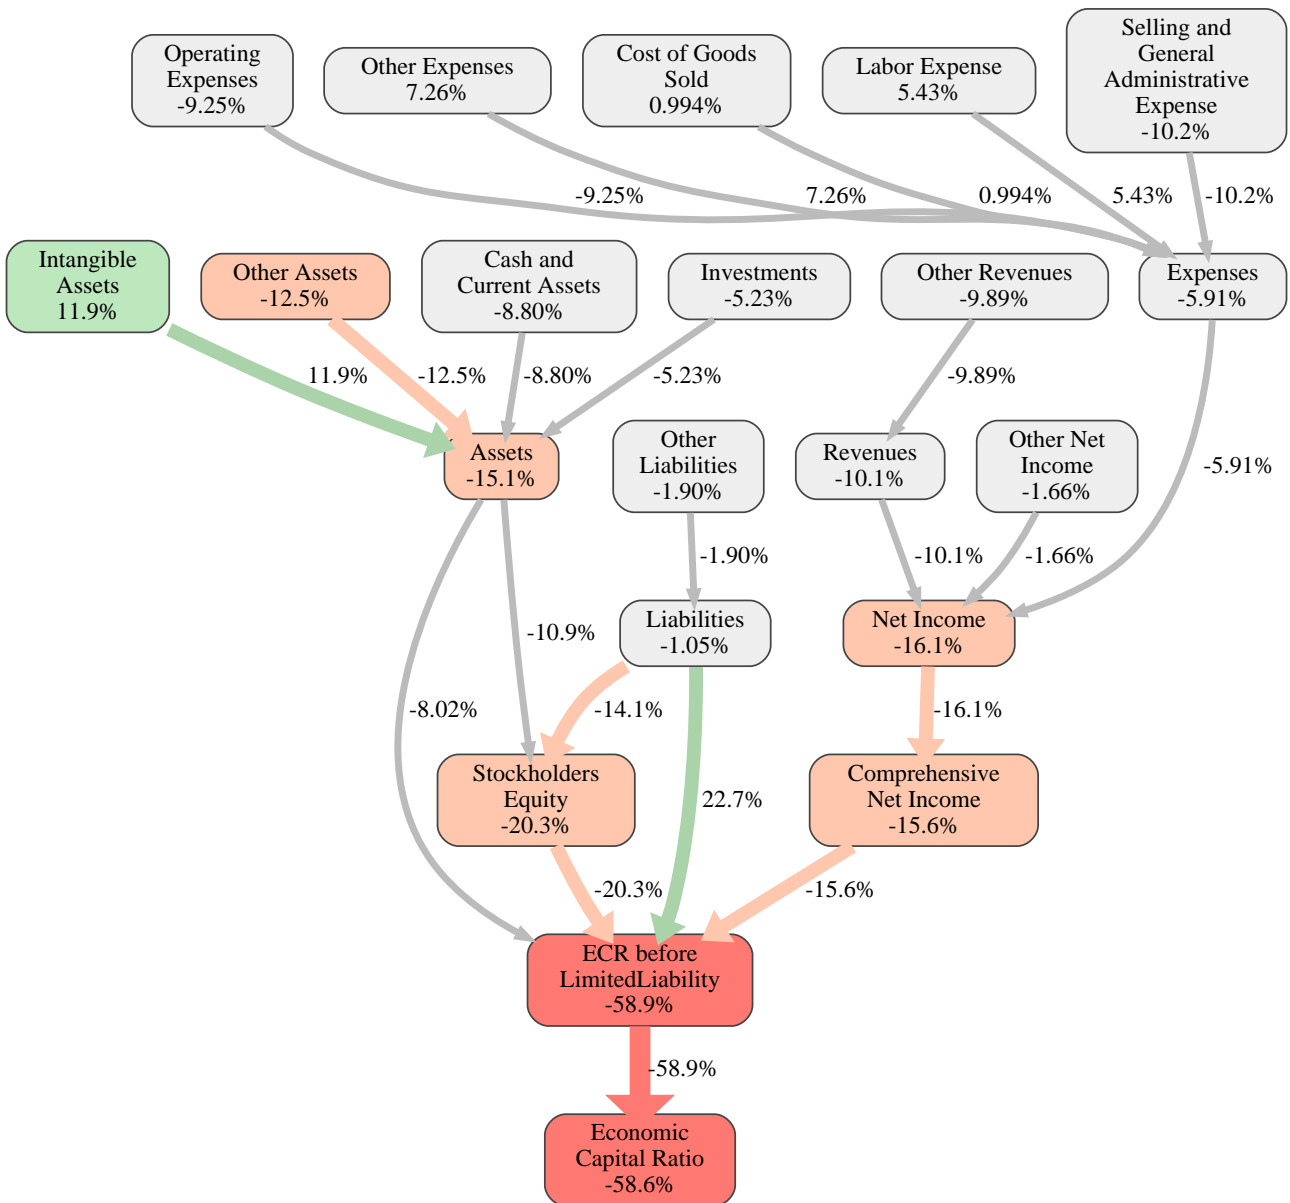 Operating
Expenses
-9.25%
Other Expenses
7.26%
Cost of Goods
Sold
0.994%
Labor Expense
5.43%
Selling and
General
Administrative
Expense
-10.2%
-9.25%
7.26%
0.994%
5.43%
-10.2%
Intangible
Assets
11.9%
Other Assets
-12.5%
Cash and
Current Assets
-8.80%
Investments
-5.23%
Other Revenues
-9.89%
Expenses
-5.91%
11.9%
-12.5%
-8.80%
-5.23%
-9.89%
-5.91%
Assets
-15.1%
Other
Liabilities
-1.90%
Revenues
-10.1%
Other Net
Income
-1.66%
-10.9%
-1.90%
-10.1%
-1.66%
Liabilities
-1.05%
Net Income
-16.1%
-8.02%
-14.1%
22.7%
-16.1%
Stockholders
Equity
-20.3%
Comprehensive
Net Income
-15.6%
-20.3%
-15.6%
ECR before
LimitedLiability
-58.9%
-58.9%
Economic
Capital Ratio
-58.6%